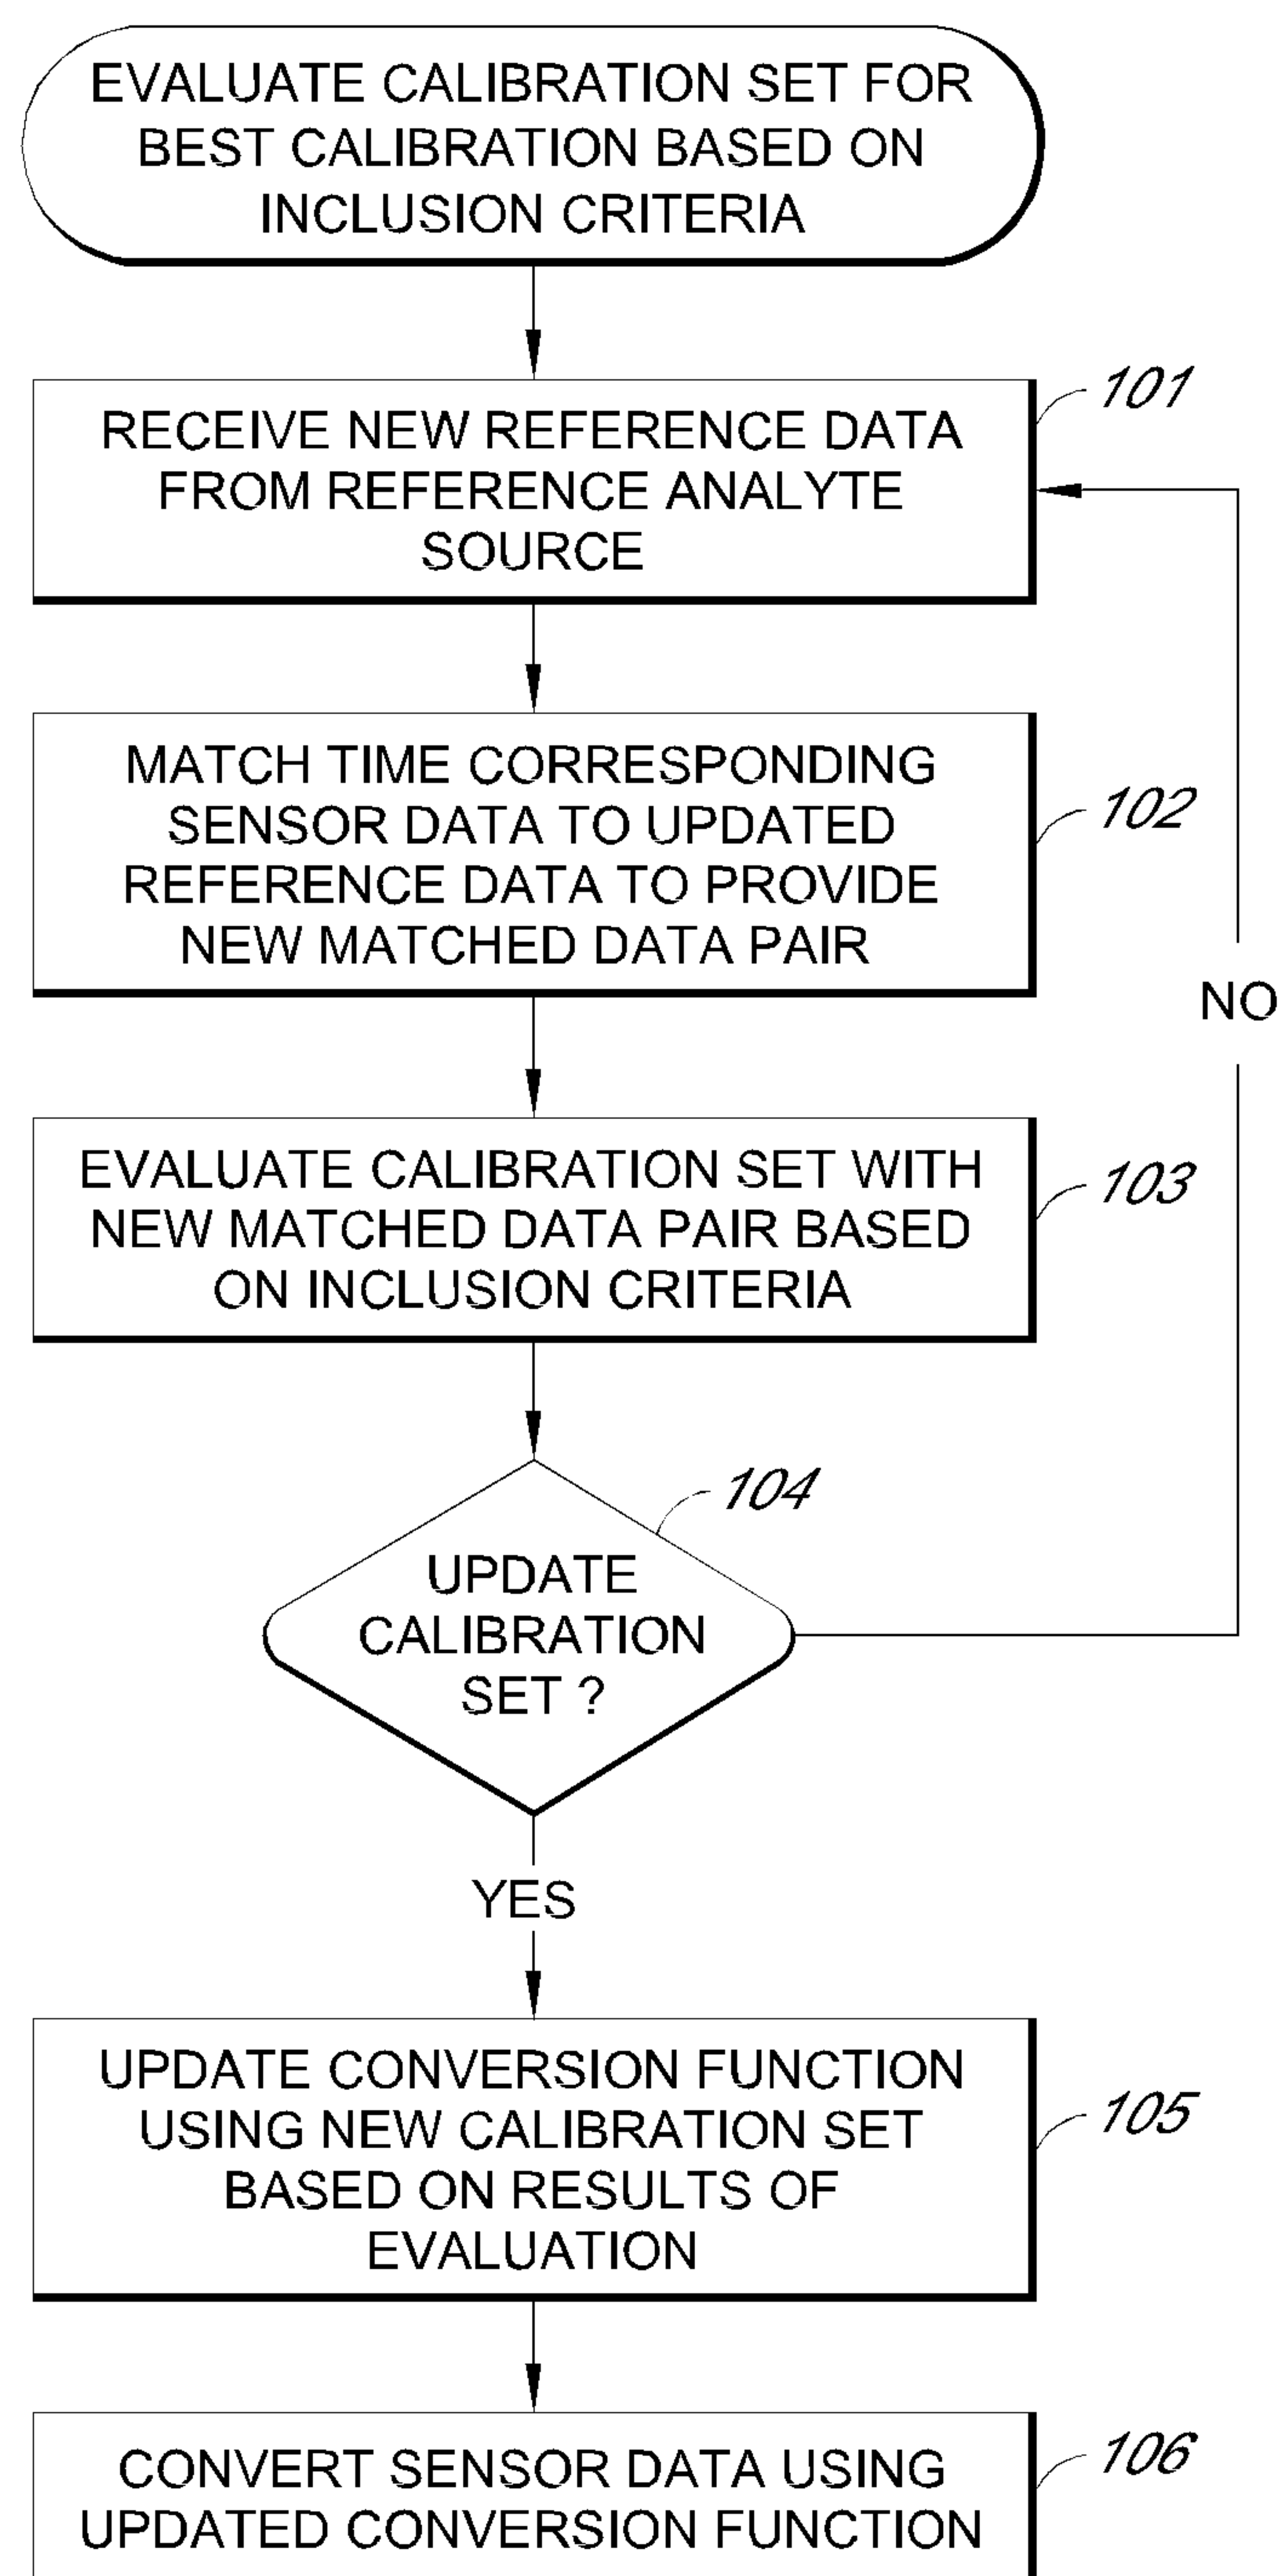 EVALUATE CALIBRATION SET FOR
BEST CALIBRATION BASED ON
INCLUSION CRITERIA
101
RECEIVE NEW REFERENCE DATA
FROM REFERENCE ANALYTE
SOURCE
102
MATCH TIME CORRESPONDING
SENSOR DATA TO UPDATED
REFERENCE DATA TO PROVIDE
NEW MATCHED DATA PAIR
NO
103
EVALUATE CALIBRATION SET WITH
NEW MATCHED DATA PAIR BASED
ON INCLUSION CRITERIA
104
UPDATE
CALIBRATION
SET ?
YES
105
UPDATE CONVERSION FUNCTION
USING NEW CALIBRATION SET
BASED ON RESULTS OF
EVALUATION
106
CONVERT SENSOR DATA USING
UPDATED CONVERSION FUNCTION